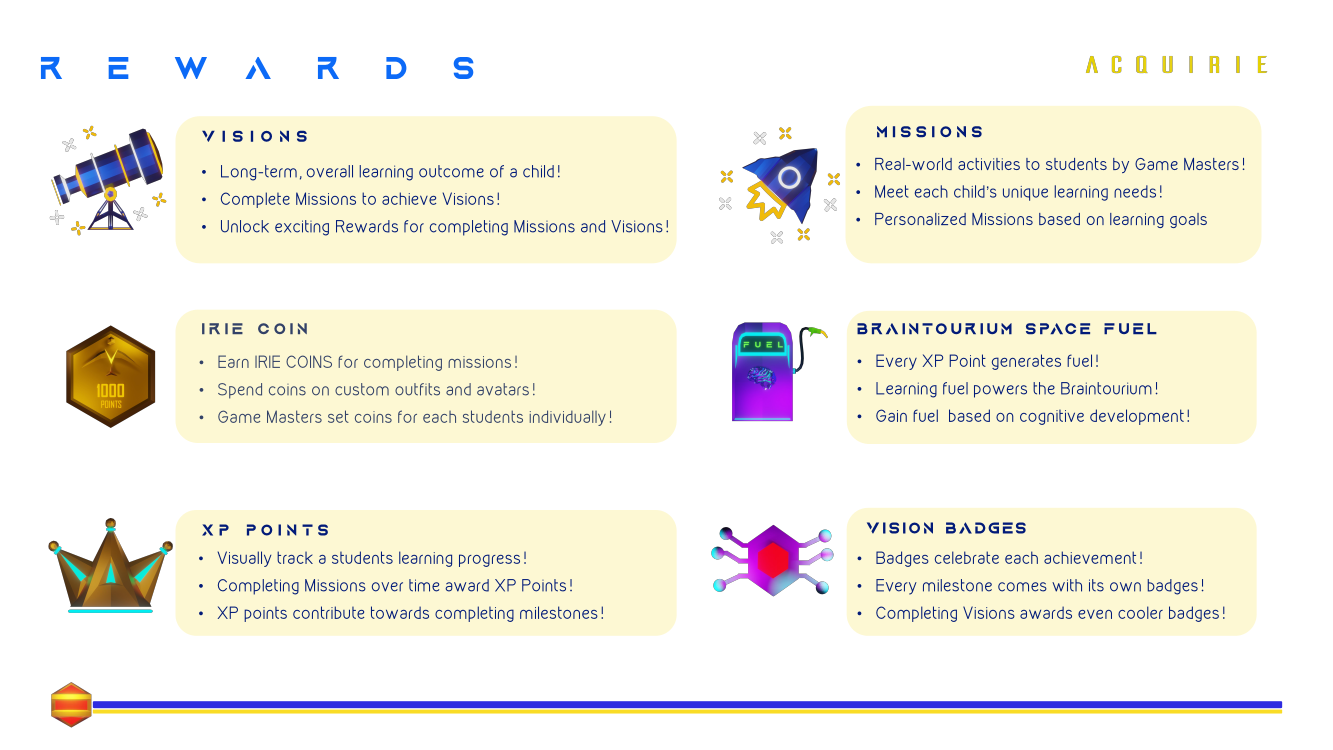 REWARDS
ACQUIRIE
VISIONS
• Long-term, overall learning outcome of a child!
• Complete Missions to achieve Visions!
• Unlock exciting Rewards for completing Missions and Visions!
MISSIONS
• Real-world activities to students by Game Masters!
• Meet each child's unique learning needs!
• Personalized Missions based on learning goals
1000
POINTS
IRIE COIN
• Earn IRIE COINS for completing missions!
• Spend coins on custom outfits and avatars!
• Game Masters set coins for each students individually!
FUEL
BRAINTOURIUM SPACE FUEL
• Every XP Point generates fuel!
• Learning fuel powers the Braintourium!
• Gain fuel  based on cognitive development!
XP POINTS
• Visually track a students learning progress!
• Completing Missions over time award XP Points!
• XP points contribute towards completing milestones!
VISION BADGES
• Badges celebrate each achievement!
• Every milestone comes with its own badges!
• Completing Visions awards even cooler badges!